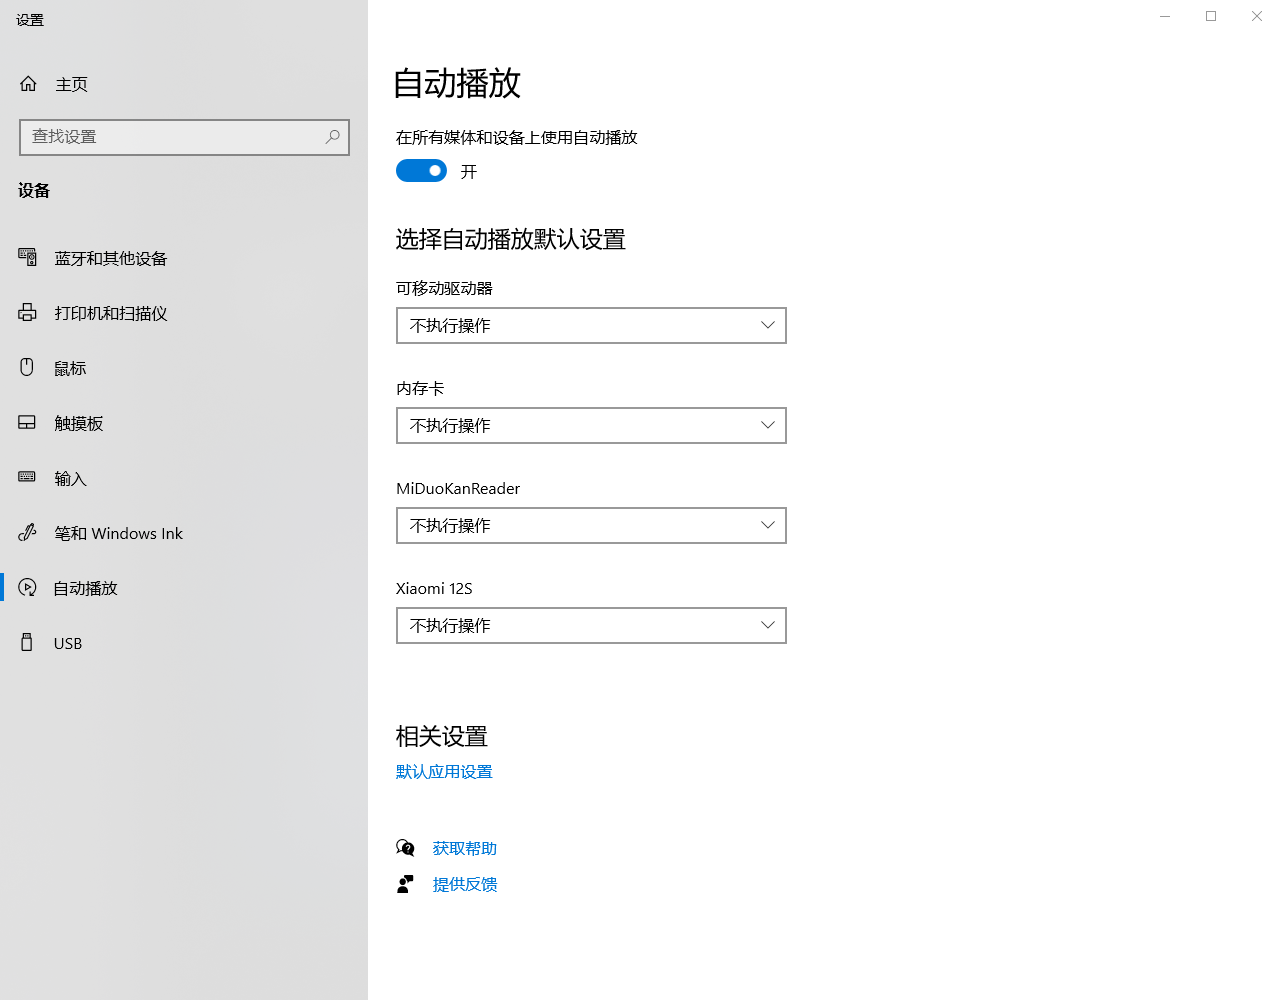 设置
主页
查找设置
设备
蓝牙和其他设备
打印机和扫描仪
鼠标
触摸板
输入
笔和 Windows Ink
自动播放
USB
自动播放
在所有媒体和设备上使用自动播放
开
选择自动播放默认设置
可移动驱动器
不执行操作
内存卡
不执行操作
MiDuoKanReader
不执行操作
Xiaomi 12S
不执行操作
相关设置
默认应用设置
获取帮助
提供反馈